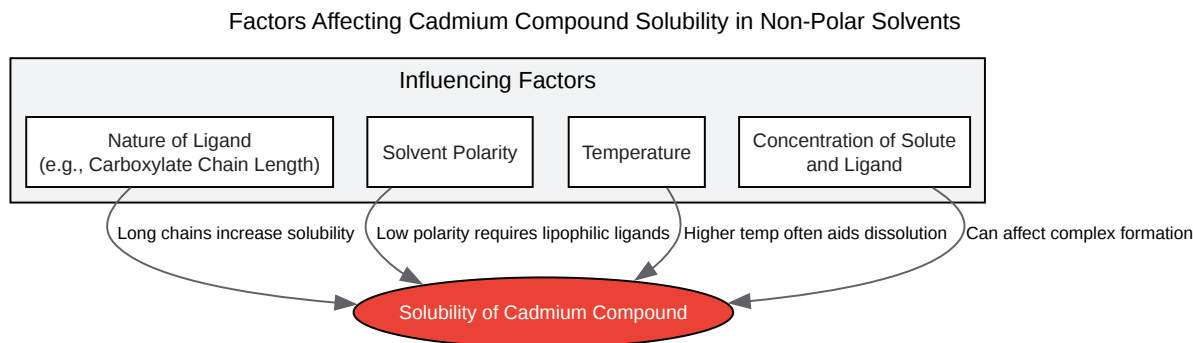 Factors Affecting Cadmium Compound Solubility in Non-Polar Solvents
Influencing Factors
Nature of Ligand
(e.g., Carboxylate Chain Length)
Solvent Polarity
Temperature
Concentration of Solute
and Ligand
Long chains increase solubility
Low polarity requires lipophilic ligands
Higher temp often aids dissolution
Can affect complex formation
Solubility of Cadmium Compound